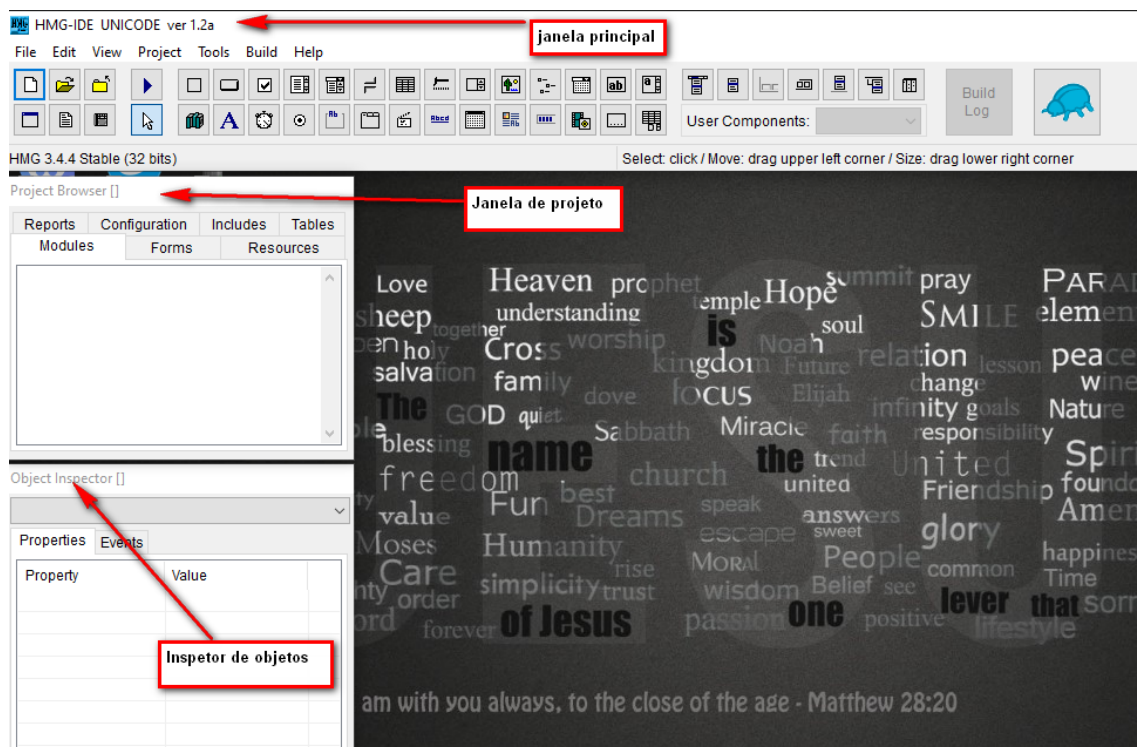 HMG-IDE UNICODE ver 1.2a
janela principal
File Edit View Project Tools Build Help
Build
Log
User Components:
HMG 3.4.4 Stable (32 bits)
Select: click / Move: drag upper left corner / Size: drag lower right corner
Project Browser []
Janela de projeto
Reports Configuration Includes Tables
Modules Forms Resources
Love Heaven prophet temple Hope summit pray
understanding soul SMILE
together is
holy Cross worship Noah relation lesson peace
salvation family kingdom Future change wine
The dove focus Elijah infinity goals Nature
GOD quiet Sabbath Miracle faith responsibility
blessing name the trend United
freedom church united Friendship
Fun best speak
value Dreams answers glory
Moses Humanity escape sweet
rise MORAL People common
Care simplicity trust wisdom Belief see Time
order lever that
forever of Jesus passion one positive lifestyle
am with you always, to the close of the age - Matthew 28:20
Object Inspector []
Properties Events
Property Value
Inspetor de objetos